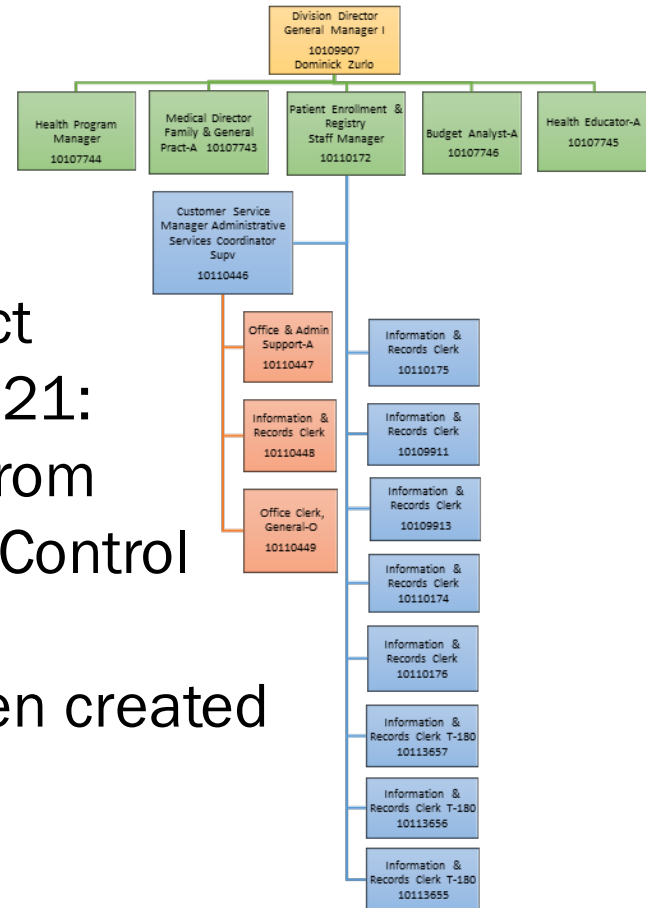 Division Director
General Manager I
10109907
Dominick Zurlo
Health Program
Manager
10107744
Medical Director
Family & General
Pract-A 10107743
Patient Enrollment &
Registry
Staff Manager
10110172
Budget Analyst-A
10107746
Health Educator-A
10107745
Customer Service
Manager Administrative
Services Coordinator
Supv
10110446
Office & Admin
Support-A
10110447
Information &
Records Clerk
10110448
Office Clerk,
General-O
10110449
Information &
Records Clerk
10110175
Information &
Records Clerk
10109911
Information &
Records Clerk
10109913
Information &
Records Clerk
10110174
Information &
Records Clerk
10110176
Information &
Records Clerk T-180
10113657
Information &
Records Clerk T-180
10113656
Information &
Records Clerk T-180
10113655
ct
21:
rom
Control
en created